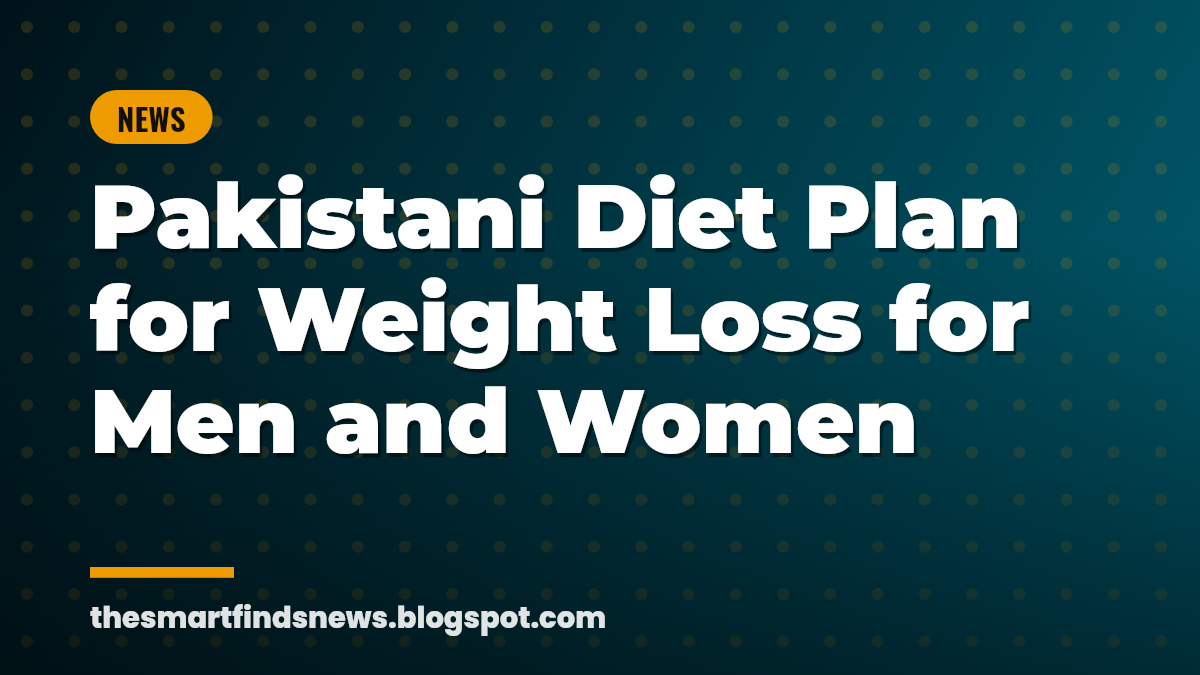 NEWS
Pakistani Diet Plan
for Weight Loss for
Men and Women
thesmartfindsnews.blogspot.com